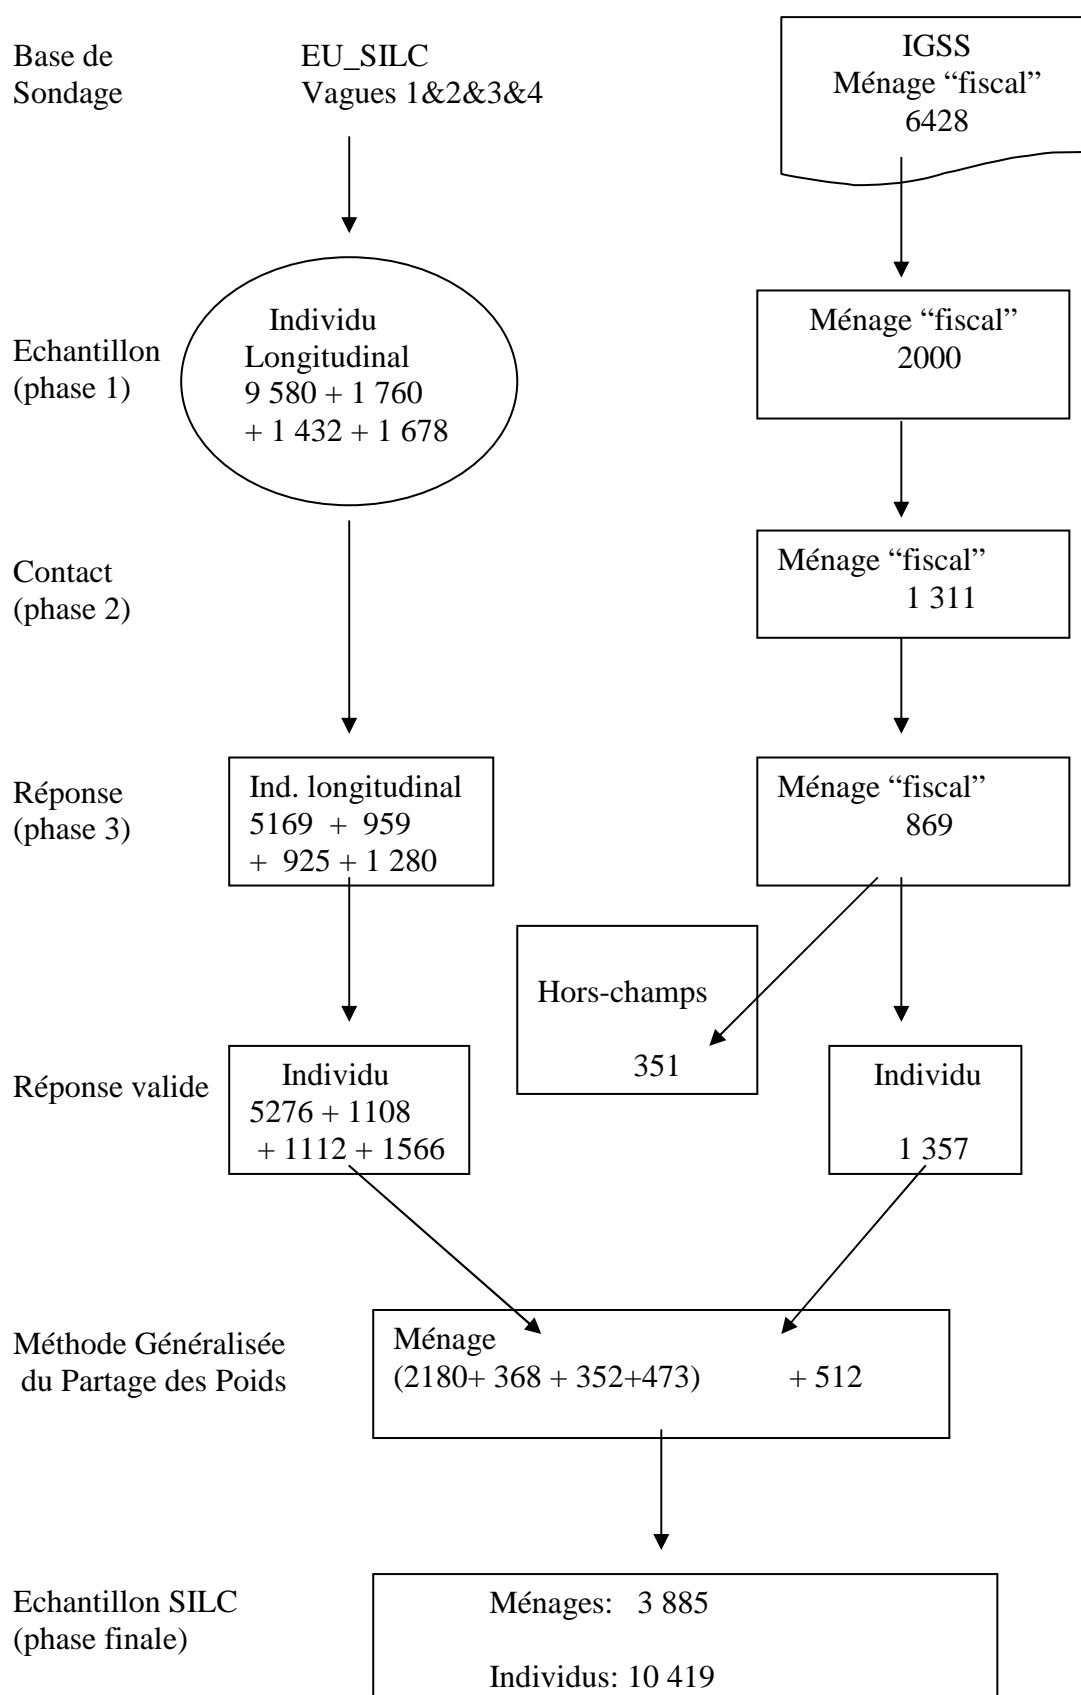 Base de
Sondage
EU_SILC
Vagues 1&2&3&4
IGSS
Ménage “fiscal”
6428
Echantillon
(phase 1)
Individu
Longitudinal
9 580 + 1 760
+ 1 432 + 1 678
Ménage “fiscal”
2000
Contact
(phase 2)
Ménage “fiscal”
1 311
Réponse
(phase 3)
Ind. longitudinal
5169 + 959
+ 925 + 1 280
Ménage “fiscal”
869
Hors-champs
351
Réponse valide
Individu
5276 + 1108
+ 1112 + 1566
Individu
1 357
Méthode Généralisée
du Partage des Poids
Ménage
(2180+ 368 + 352+473) + 512
Echantillon SILC
(phase finale)
Ménages: 3 885
Individus: 10 419